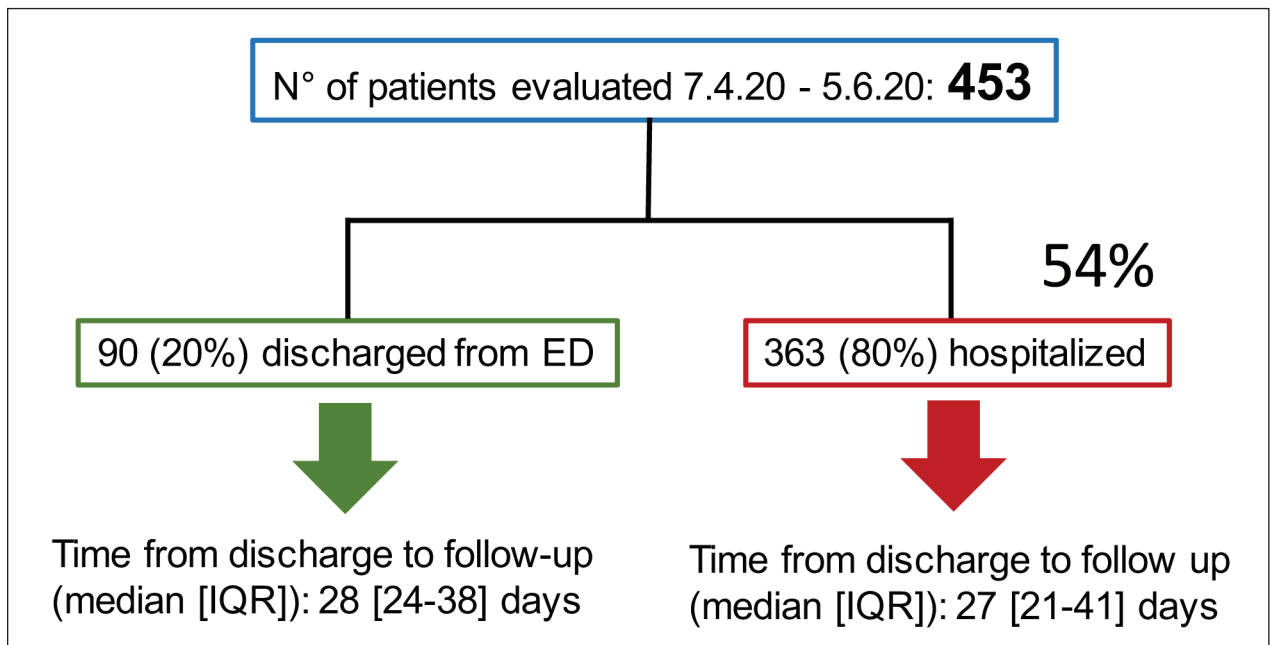 N° of patients evaluated 7.4.20 - 5.6.20: 453
54%
90 (20%) discharged from ED
363 (80%) hospitalized
Time from discharge to follow-up
(median [IQR]): 28 [24-38] days
Time from discharge to follow up
(median [IQR]): 27 [21-41] days